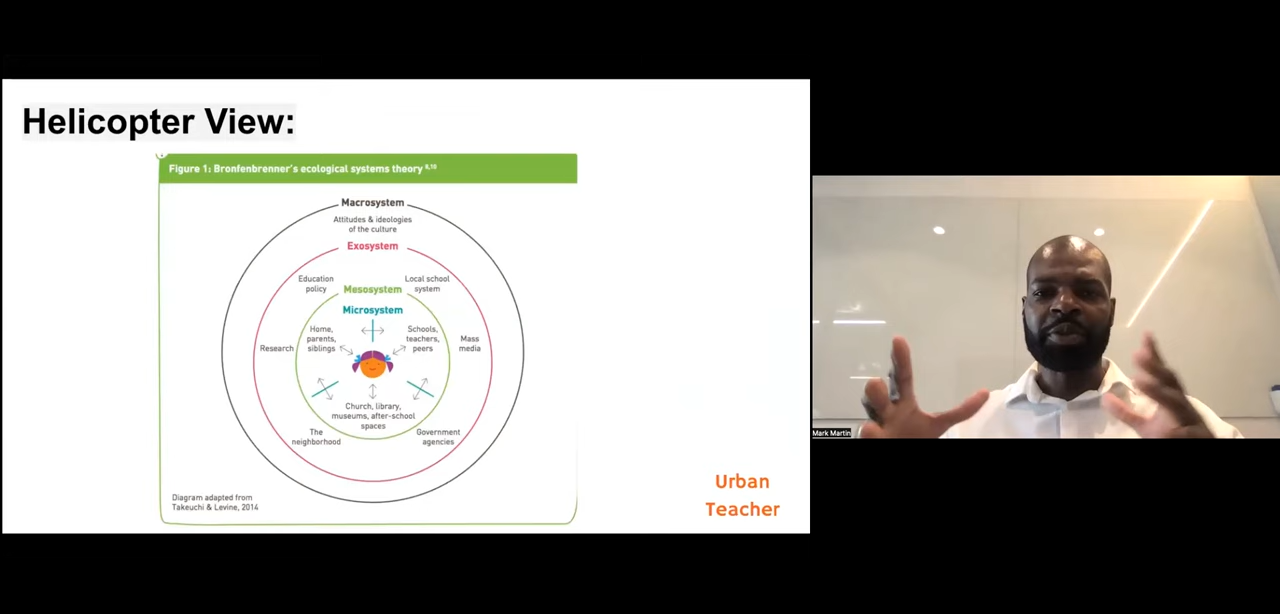 Helicopter View:
Figure 1: Bronfenbrenner's ecological systems theory 8,10
Macrosystem
Attitudes & ideologies
of the culture
Exosystem
Education
policy
Local school
system
Mesosystem
Microsystem
Home,
parents,
siblings
Schools,
teachers,
peers
Research
Mass
media
Church, library,
museums, after-school
spaces
The
neighborhood
Government
agencies
Diagram adapted from
Takeuchi & Levine, 2014
Urban
Teacher
Mark Martin